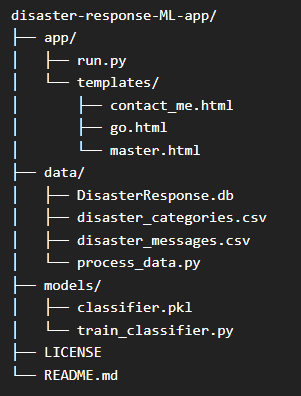 disaster-response-ML-app/
├── app/
│   ├── run.py
│   └── templates/
│       ├── contact_me.html
│       ├── go.html
│       └── master.html
├── data/
│   ├── DisasterResponse.db
│   ├── disaster_categories.csv
│   ├── disaster_messages.csv
│   └── process_data.py
├── models/
│   ├── classifier.pkl
│   └── train_classifier.py
├── LICENSE
└── README.md